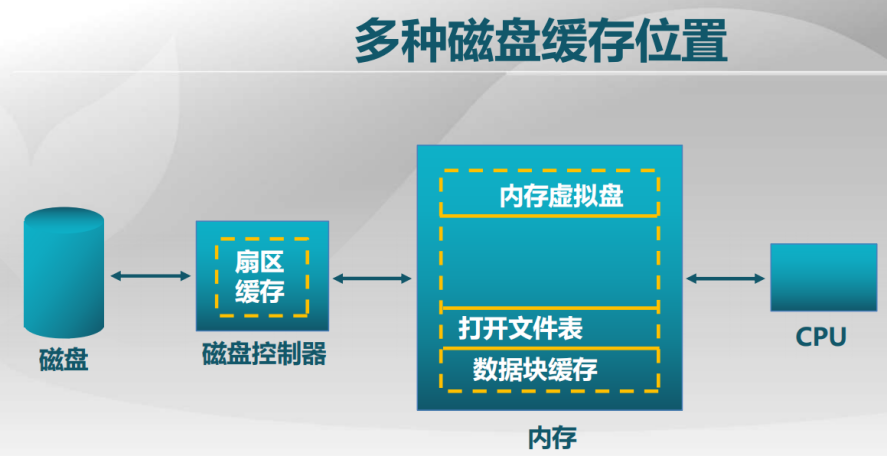 多种磁盘缓存位置
内存虚拟盘
扇区
缓存
打开文件表
数据块缓存
磁盘
磁盘控制器
内存
CPU